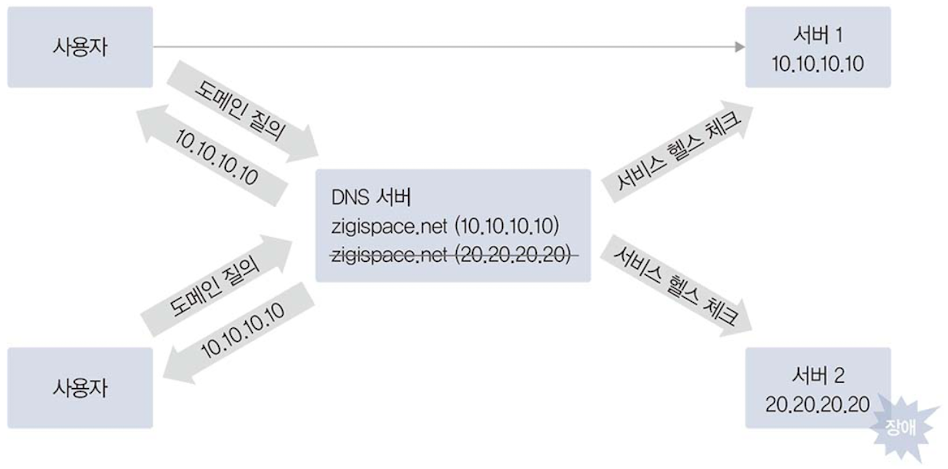 사용자
서버 1
10.10.10.10
도메인 질의
10.10.10.10
서비스 헬스 체크
DNS 서버
zigispace.net (10.10.10.10)
zigispace.net (20.20.20.20)
도메인 질의
10.10.10.10
서비스 헬스 체크
사용자
서버 2
20.20.20.20
장애